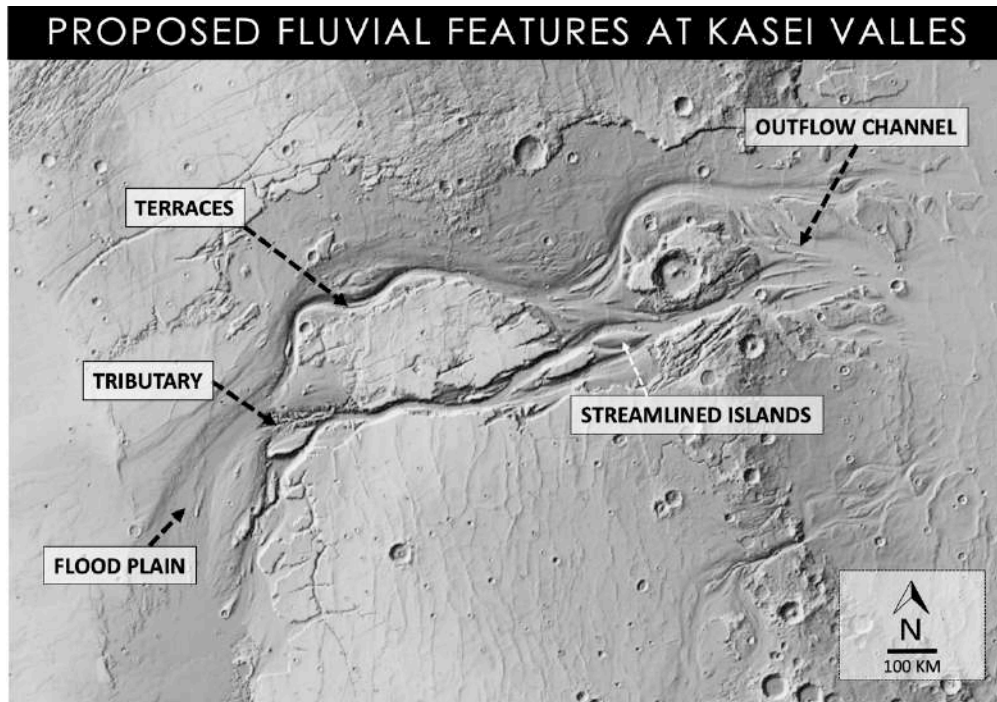 PROPOSED FLUVIAL FEATURES AT KASEI VALLES
OUTFLOW CHANNEL
TERRACES
TRIBUTARY
STREAMLINED ISLANDS
FLOOD PLAIN
N
100 KM